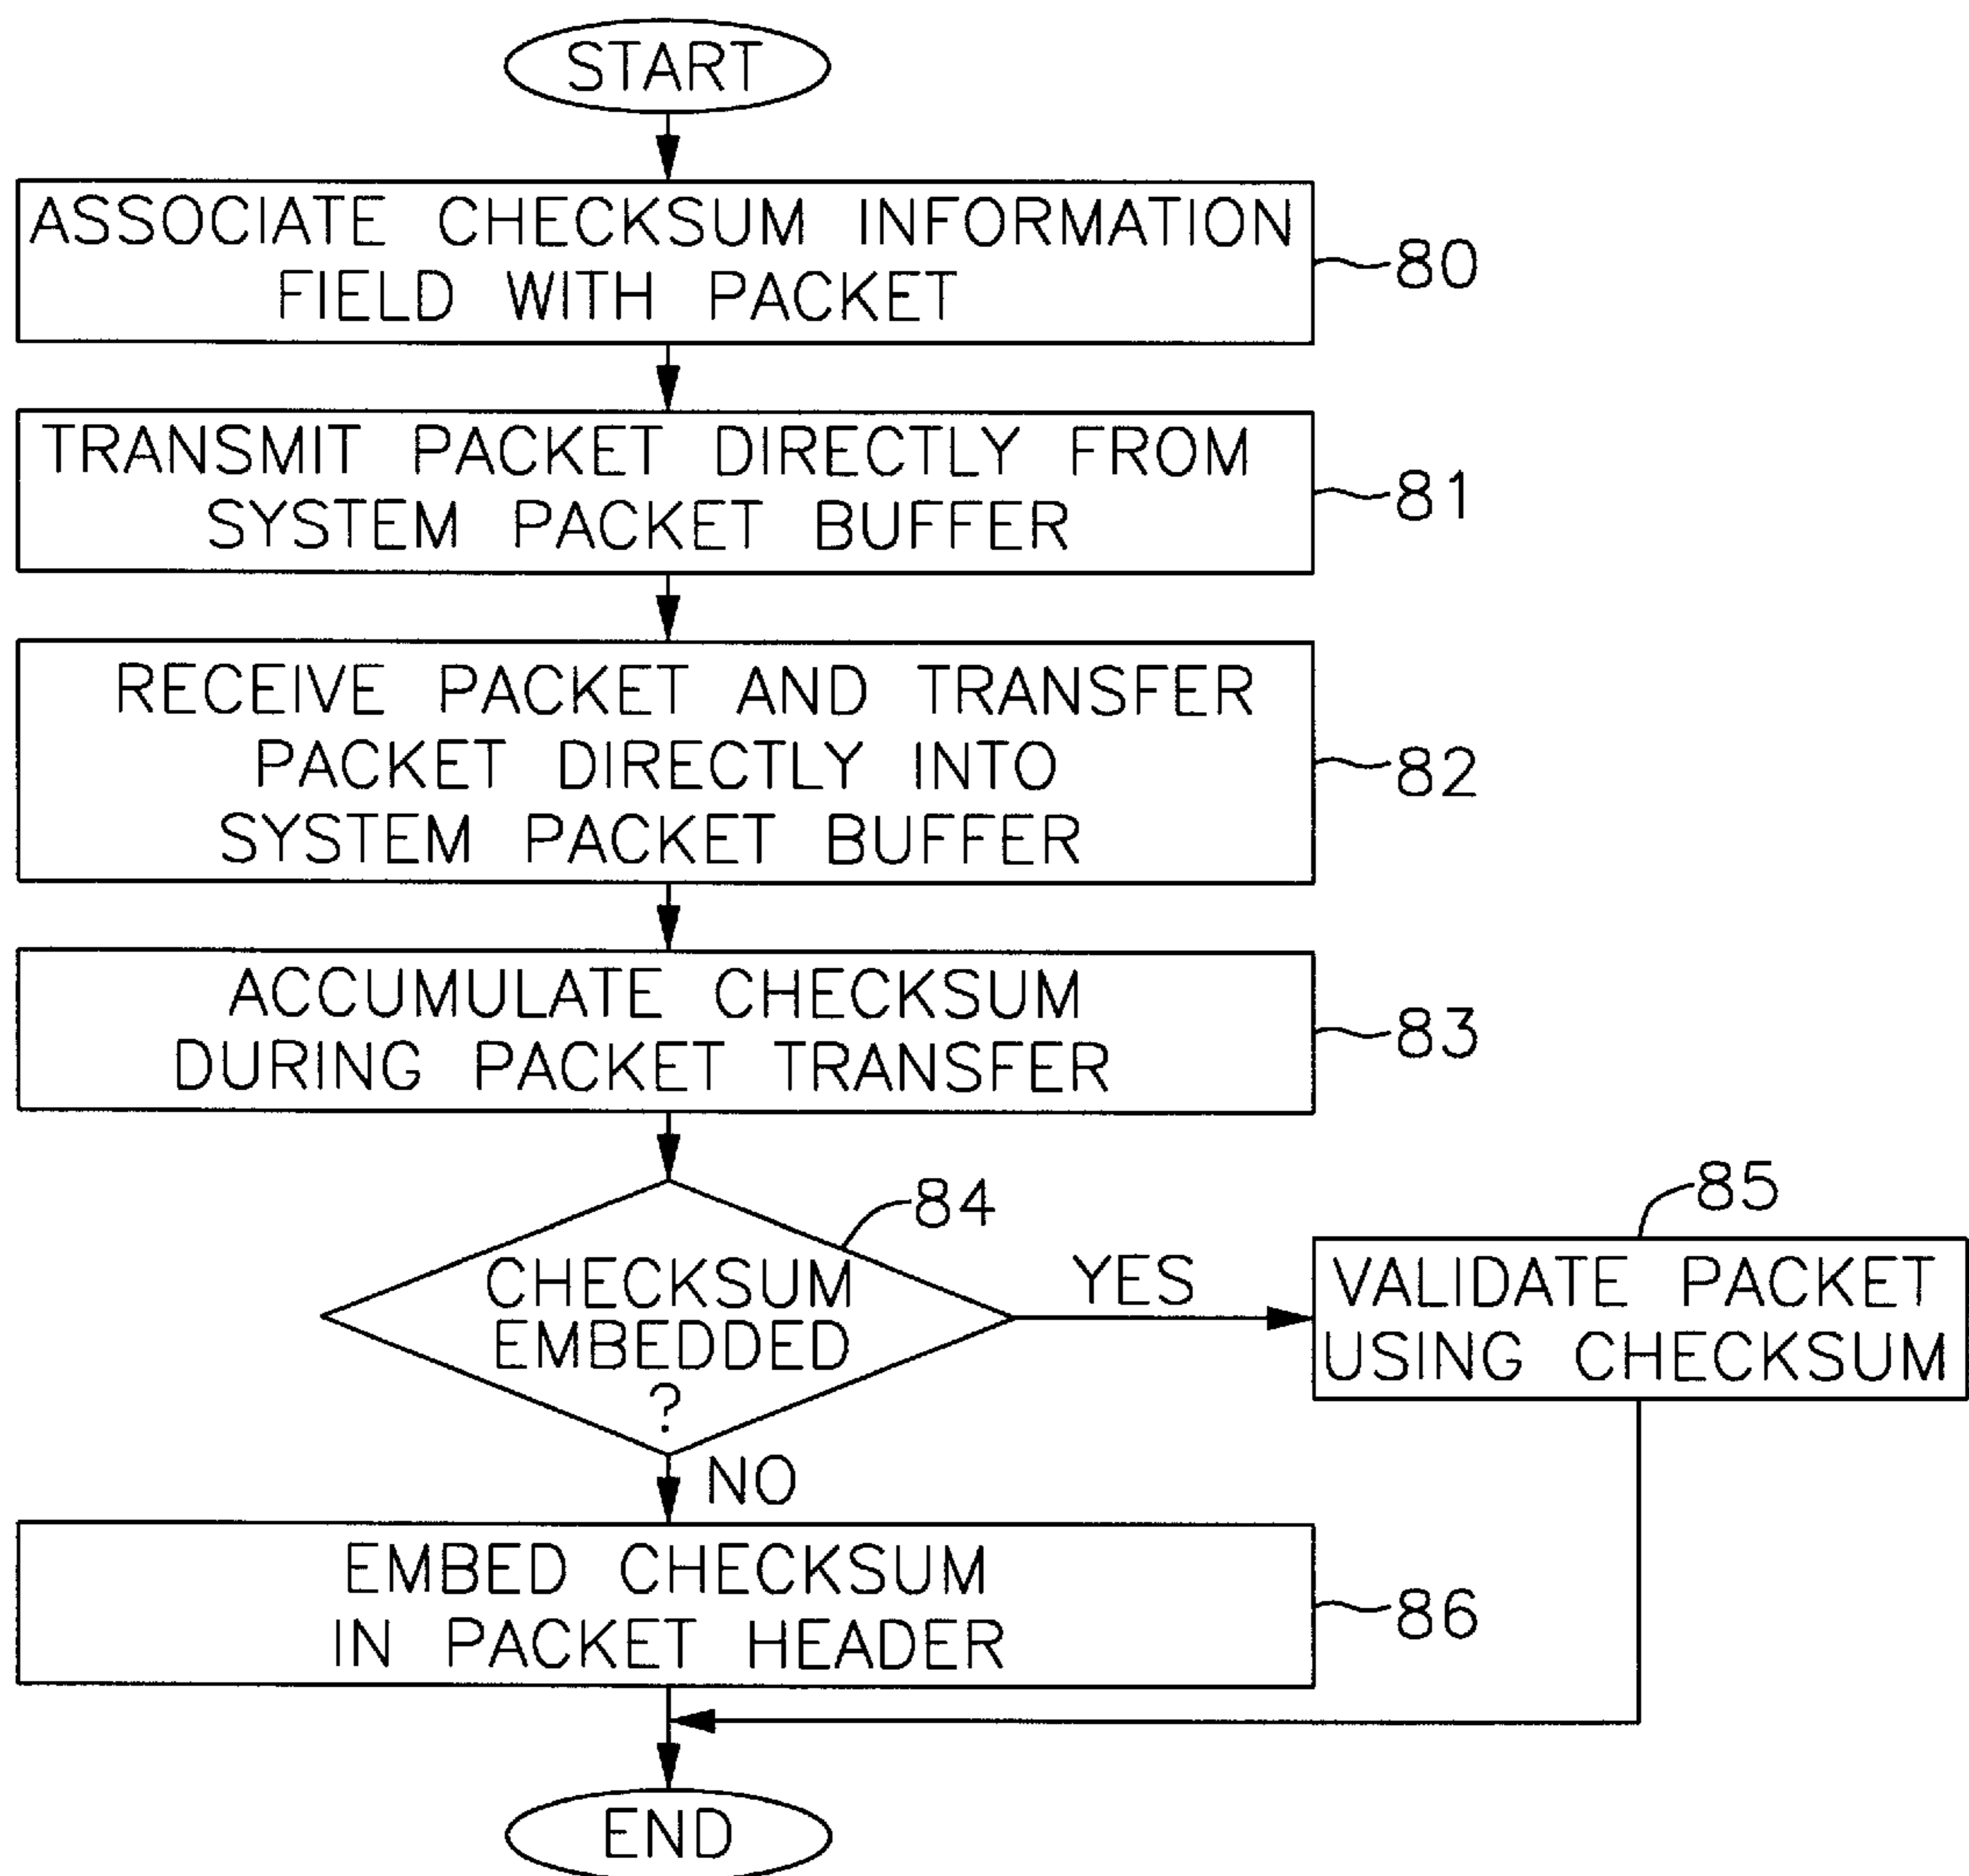 START
ASSOCIATE CHECKSUM INFORMATION
FIELD WITH PACKET
80
TRANSMIT PACKET DIRECTLY FROM
SYSTEM PACKET BUFFER
81
RECEIVE PACKET AND TRANSFER
PACKET DIRECTLY INTO
SYSTEM PACKET BUFFER
82
ACCUMULATE CHECKSUM
DURING PACKET TRANSFER
83
84
CHECKSUM
EMBEDDED
?
YES
85
VALIDATE PACKET
USING CHECKSUM
NO
EMBED CHECKSUM
IN PACKET HEADER
86
END